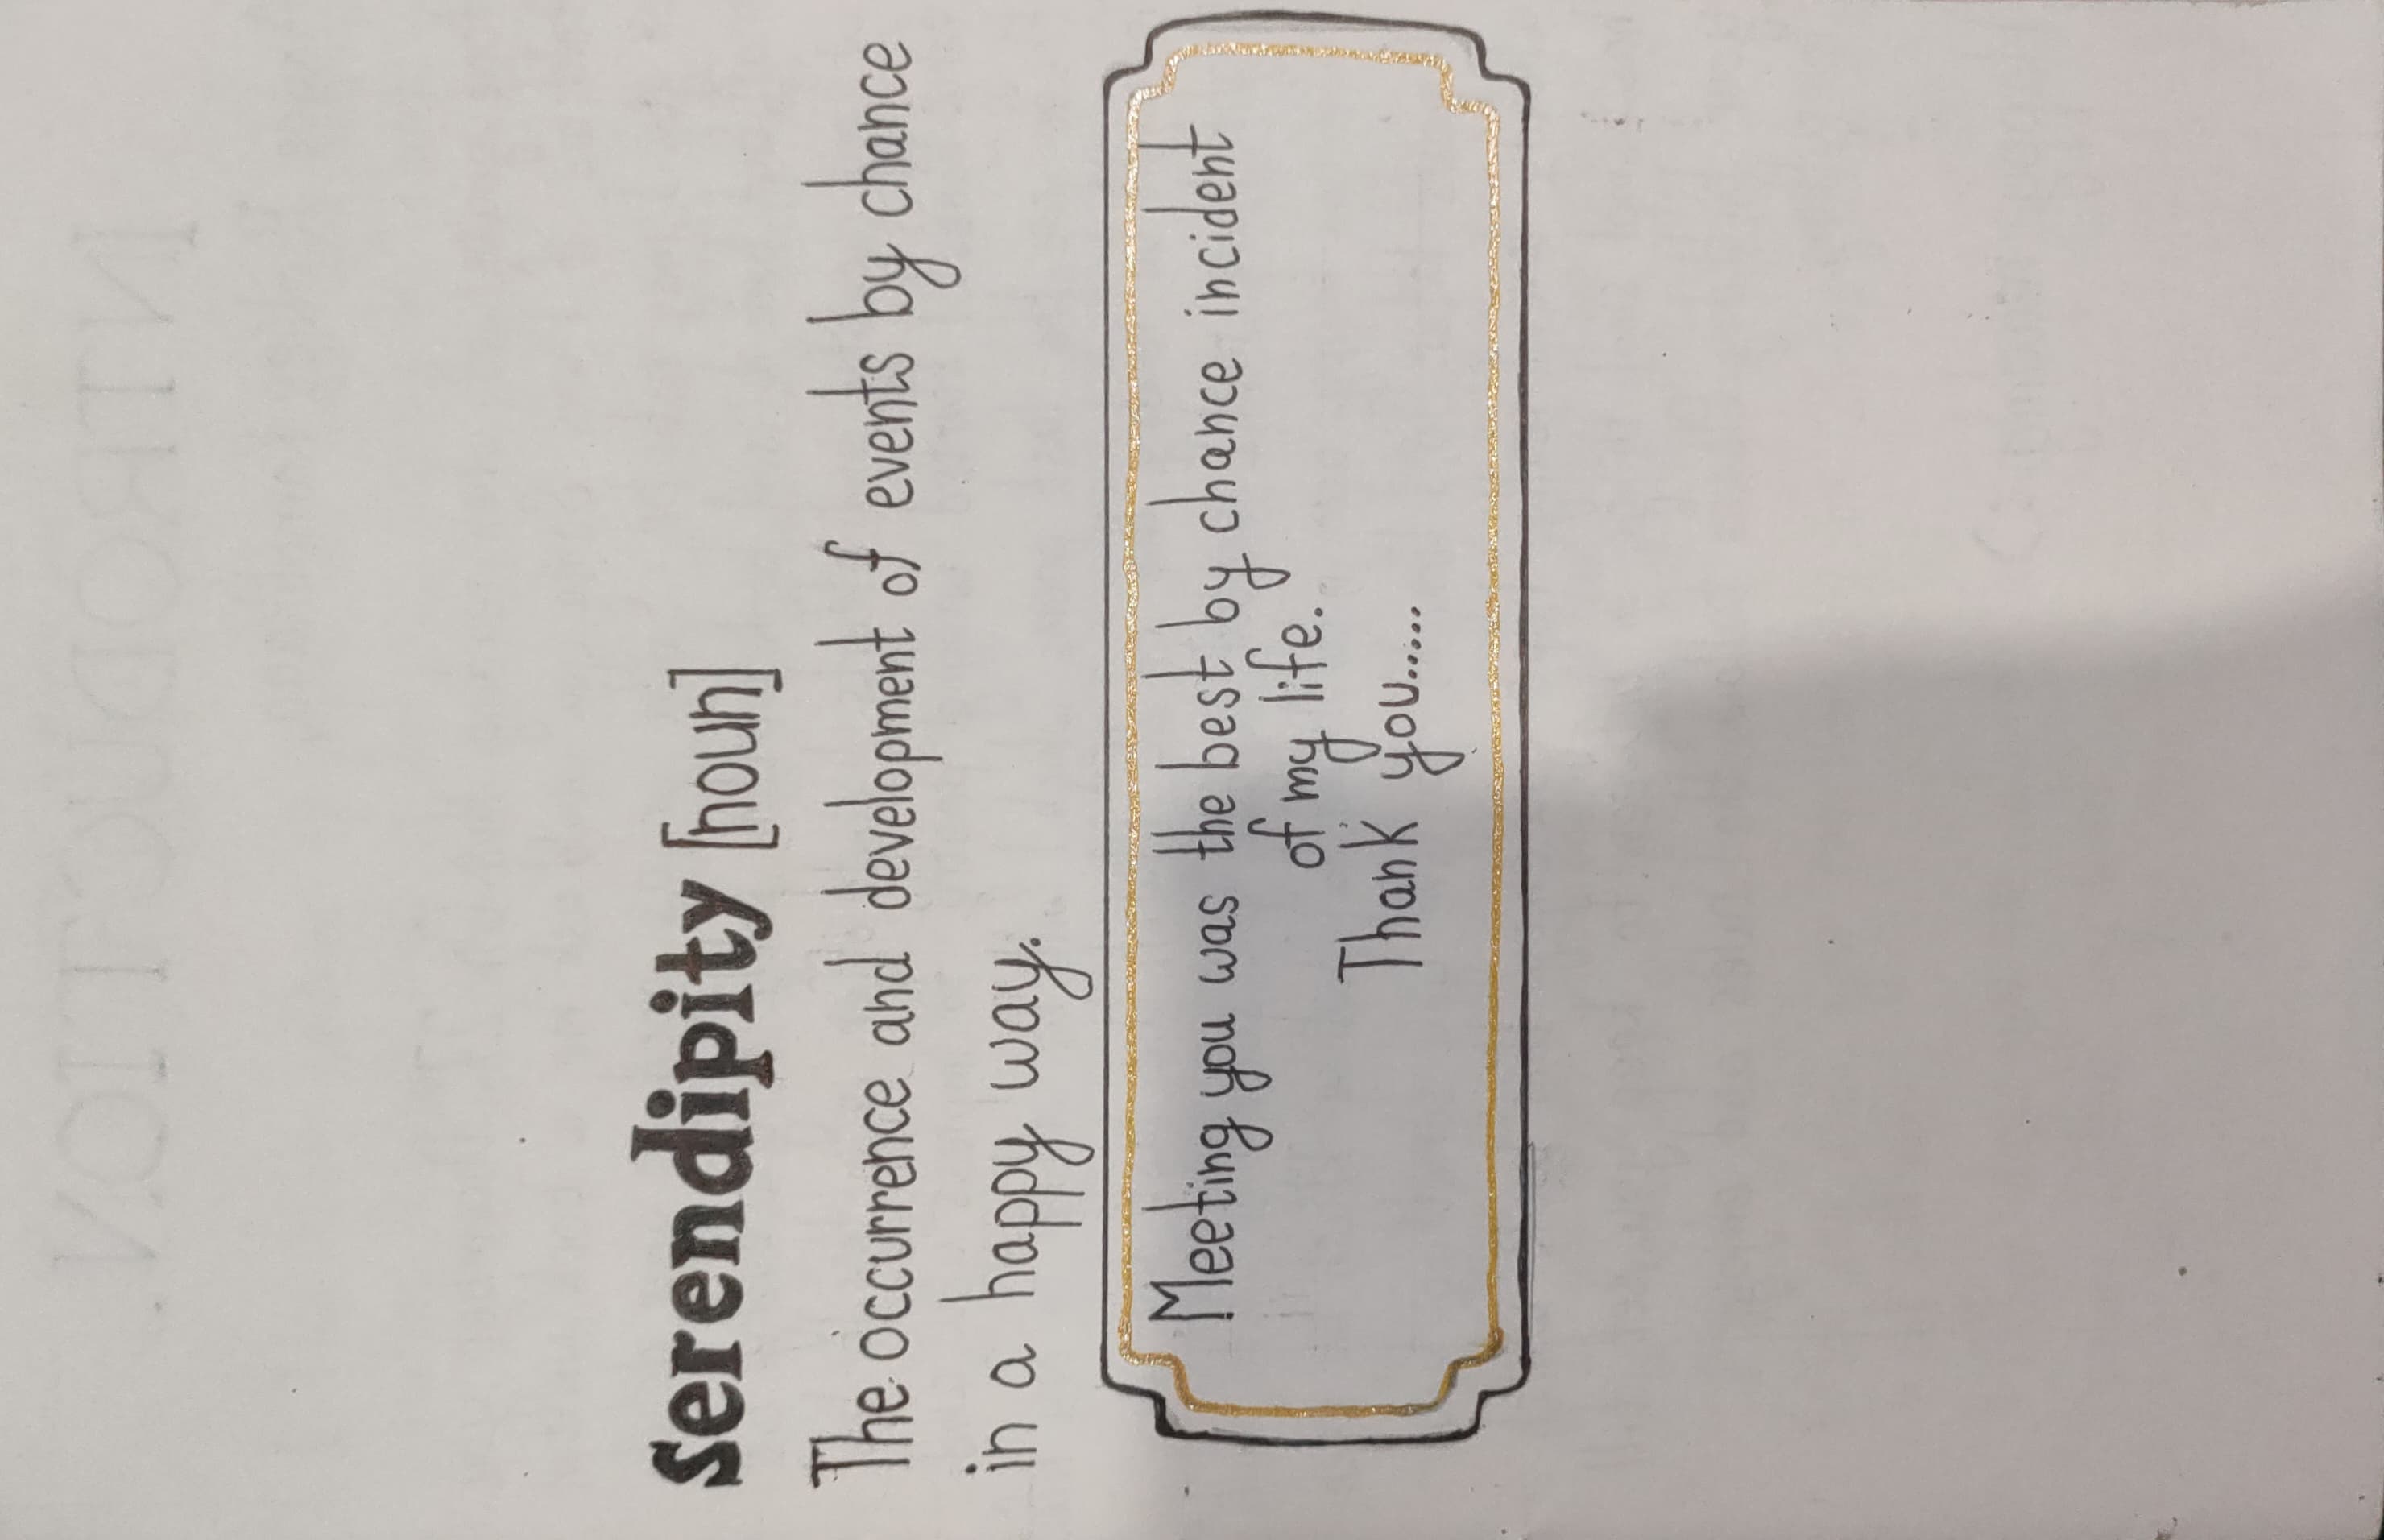 Serendipity [noun]
The occurrence and development of events by chance
in a happy way.
Meeting you was the best by chance incident
of my life.
Thank you.....